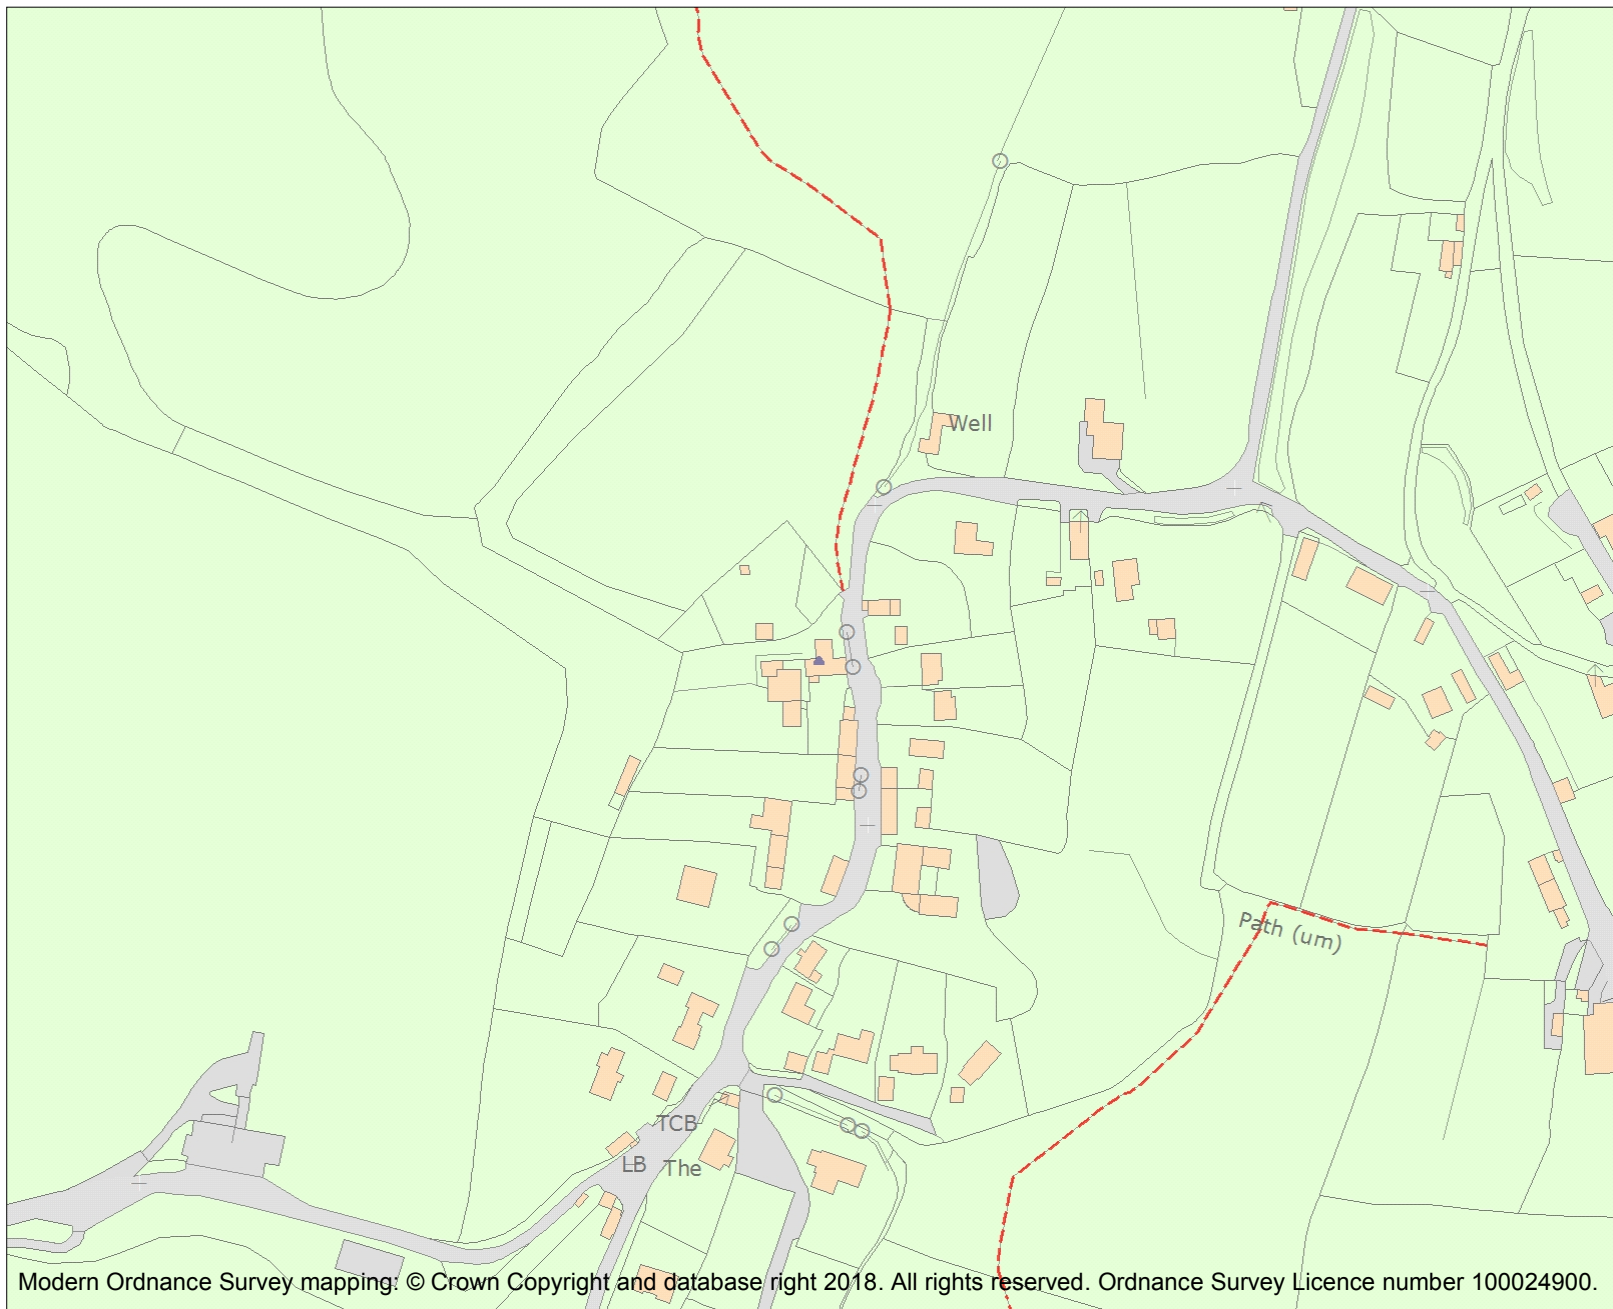 Well
Path (um)
TCB
LB The
Modern Ordnance Survey mapping: © Crown Copyright and database right 2018. All rights reserved. Ordnance Survey Licence number 100024900.